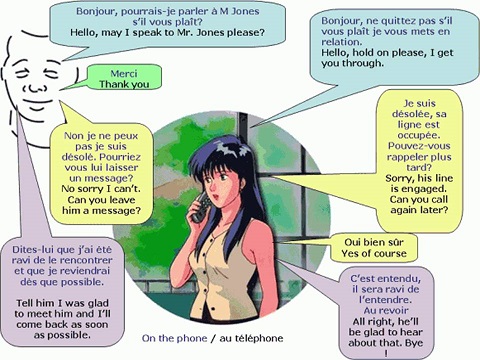 Bonjour, pourrais-je parler à M Jones
s'il vous plaît?
Hello, may I speak to Mr. Jones please?
Bonjour, ne quittez pas s'il
vous plaît je vous mets en
relation.
Hello, hold on please, I get
you through.
Merci
Thank you
Je suis
désolée, sa
ligne est
occupée.
Pouvez-vous
rappeler plus
tard?
Sorry, his line
is engaged.
Can you call
again later?
Non je ne peux
pas je suis
désolé. Pourriez
vous lui laisser
un message?
No sorry I can't.
Can you leave
him a message?
Oui bien sûr
Yes of course
Dites-lui que j'ai été
ravi de le rencontrer
et que je reviendrai
dès que possible.
Tell him I was glad
to meet him and I'll
come back as soon
as possible.
C'est entendu,
il sera ravi de
l'entendre.
Au revoir
All right, he'll
be glad to hear
about that. Bye
!
On the phone / au téléphone